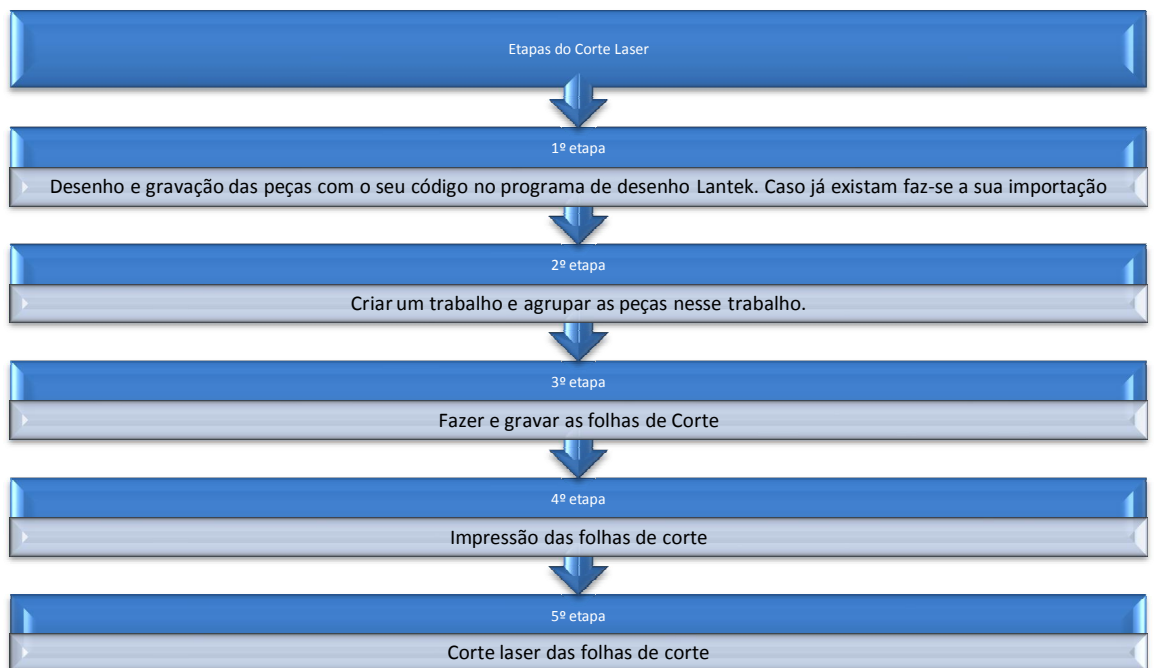 Etapas do Corte Laser
1º etapa
Desenho e gravação das peças com o seu código no programa de desenho Lantek. Caso já existam faz-se a sua importação
2º etapa
Criar um trabalho e agrupar as peças nesse trabalho.
3º etapa
Fazer e gravar as folhas de Corte
4º etapa
Impressão das folhas de corte
5º etapa
Corte laser das folhas de corte